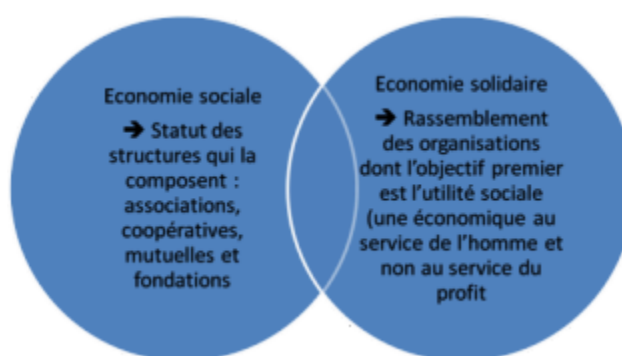 Economie sociale
➔ Statut des
structures qui la
composent :
associations,
coopératives,
mutuelles et
fondations
Economie solidaire
➔ Rassemblement
des organisations
dont l'objectif premier
est l'utilité sociale
(une économique au
service de l'homme et
non au service du
profit